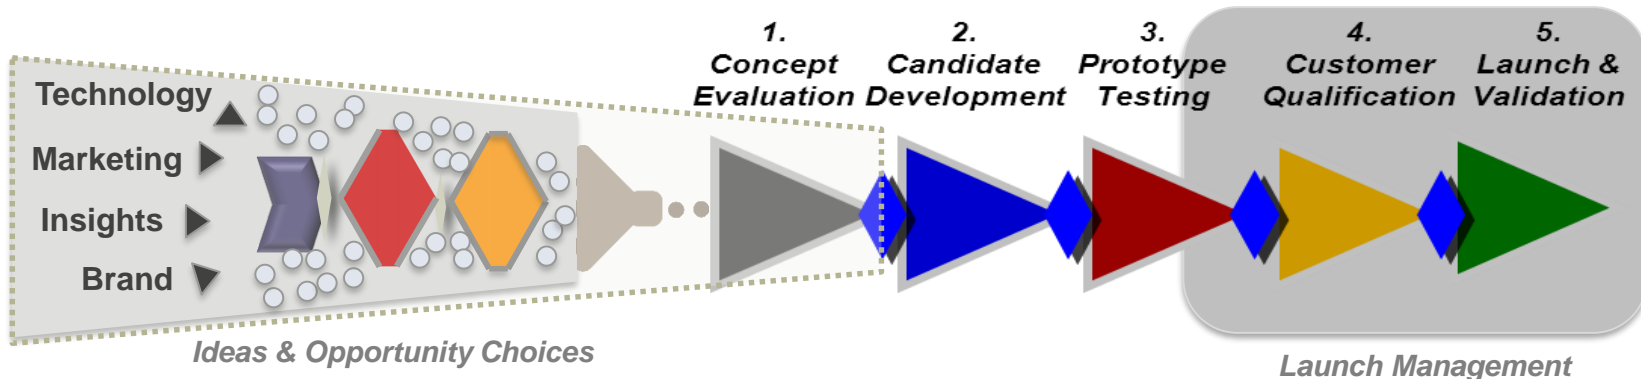 Technology
Marketing
Insights
Brand
Ideas & Opportunity Choices
1.
Concept
Evaluation
2.
Candidate
Development
3.
Prototype
Testing
4.
Customer
Qualification
5.
Launch &
Validation
Launch Management